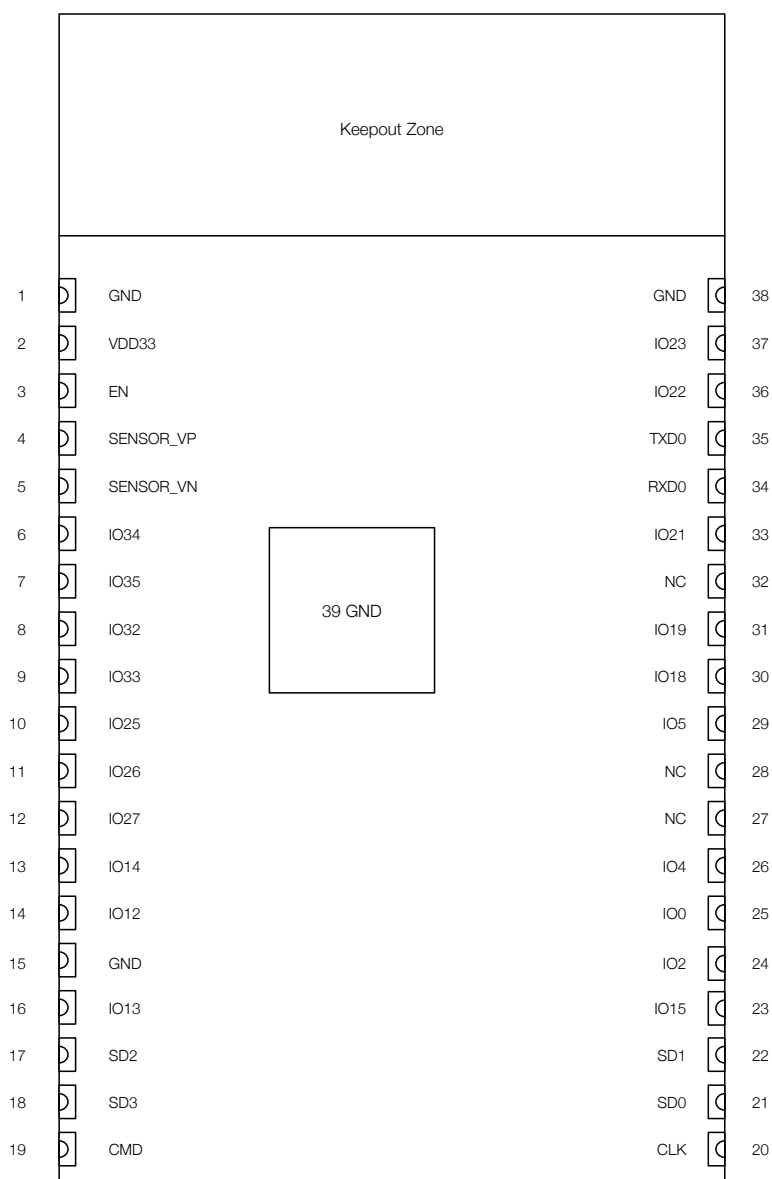 Keepout Zone
1 GND GND 38
2 VDD33 IO23 37
3 EN IO22 36
4 SENSOR_VP TXD0 35
5 SENSOR_VN RXD0 34
6 IO34 IO21 33
7 IO35 NC 32
39 GND
8 IO32 IO19 31
9 IO33 IO18 30
10 IO25 IO5 29
11 IO26 NC 28
12 IO27 NC 27
13 IO14 IO4 26
14 IO12 IO0 25
15 GND IO2 24
16 IO13 IO15 23
17 SD2 SD1 22
18 SD3 SD0 21
19 CMD CLK 20